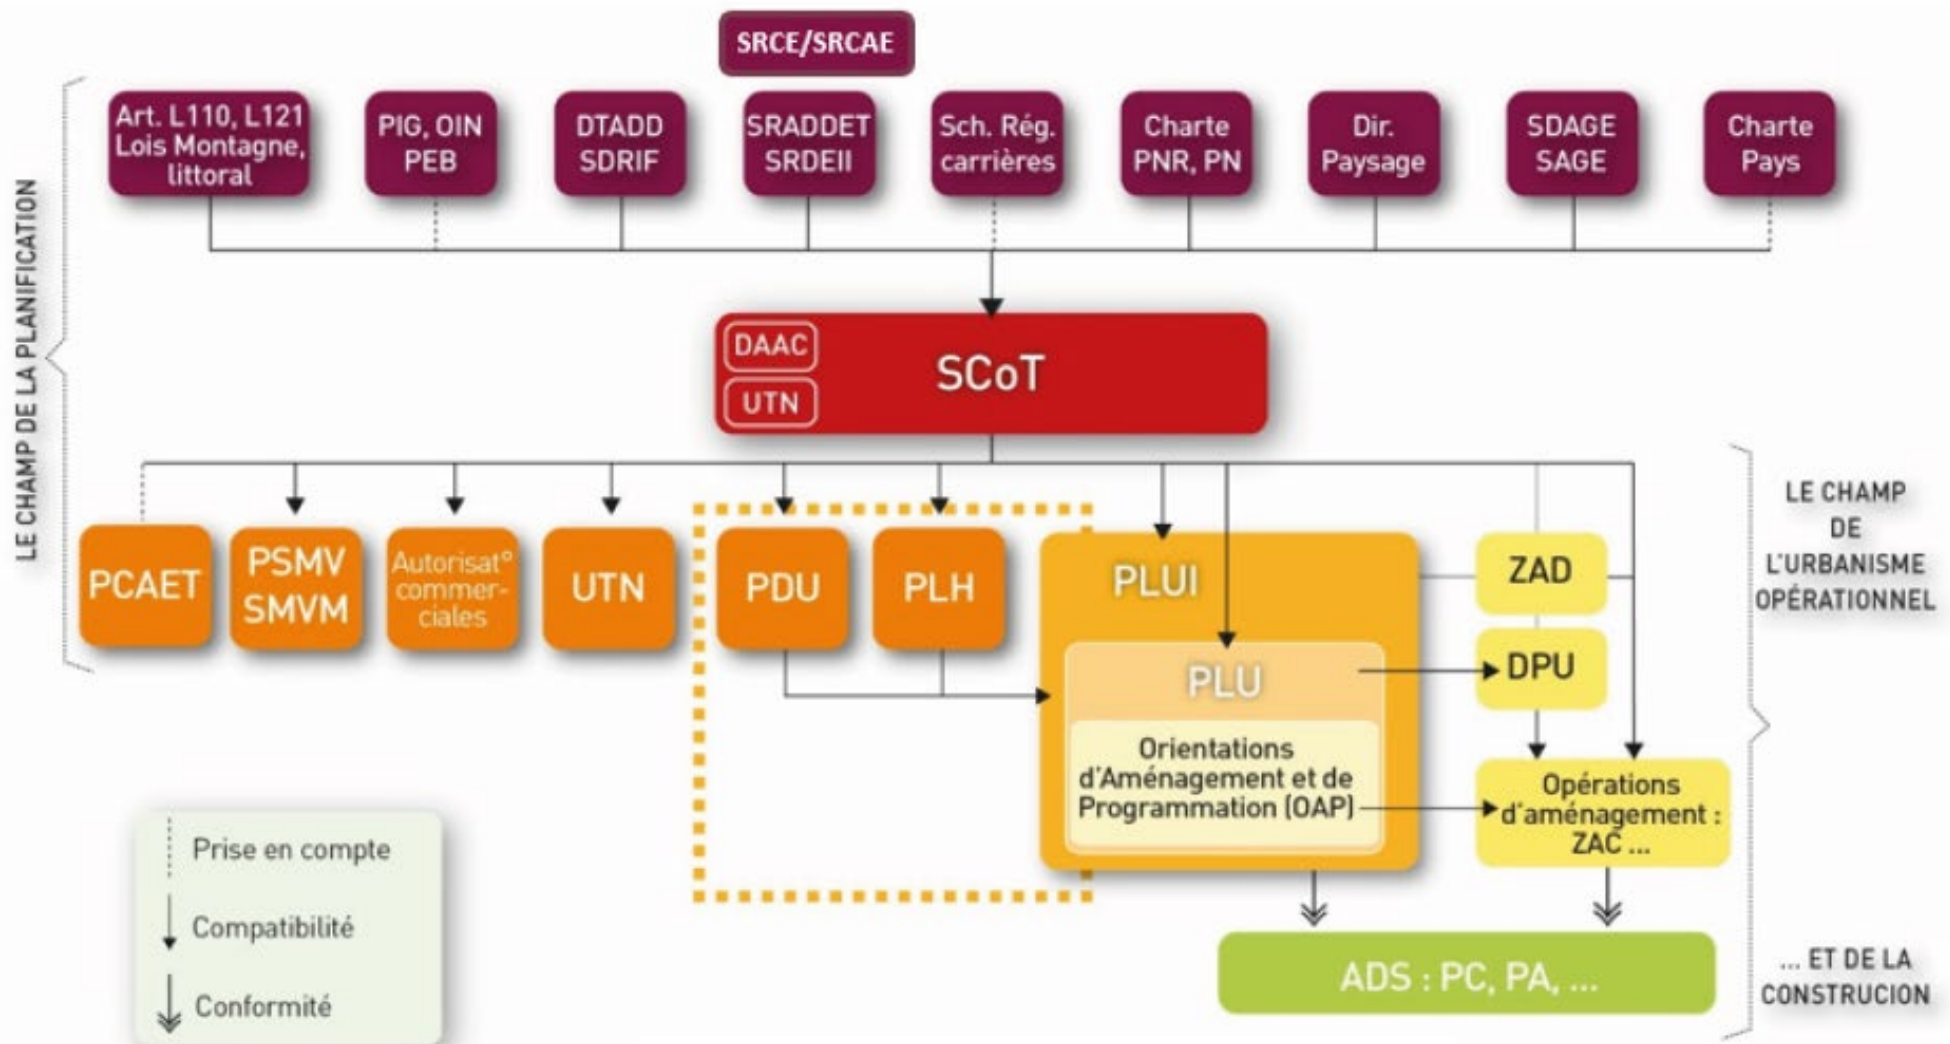 SRCE/SRCAE
Art. L110, L121
Lois Montagne,
littoral
PIG, OIN
PEB
DTADD
SDRIF
SRADDET
SRDEII
Sch. Rég.
carrières
Charte
PNR, PN
Dir.
Paysage
SDAGE
SAGE
Charte
Pays
LE CHAMP DE LA PLANIFICATION
DAAC
UTN
SCoT
PCAET
PSMV
SMVM
Autorisat°
commer-
ciales
UTN
PDU
PLH
PLUI
PLU
Orientations
d'Aménagement et de
Programmation (OAP)
ZAD
DPU
Opérations
d'aménagement :
ZAC ...
LE CHAMP
DE
L'URBANISME
OPÉRATIONNEL
... ET DE LA
CONSTRUCION
ADS : PC, PA, ...
Prise en compte
Compatibilité
Conformité